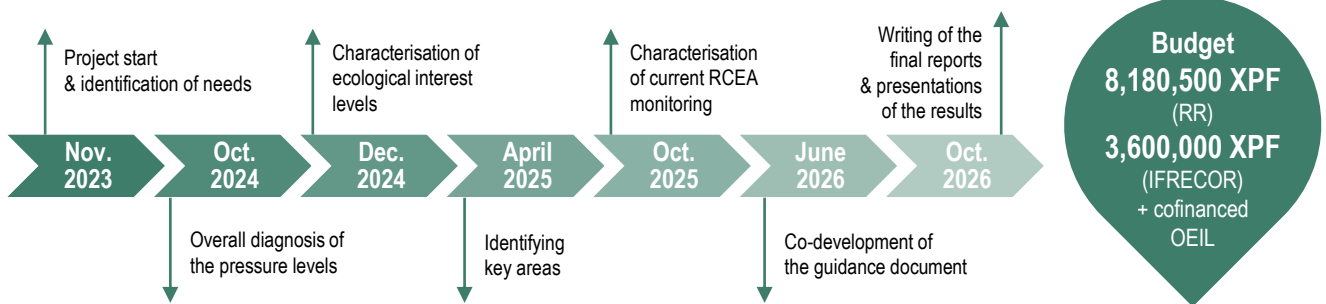 Project start
& identification of needs
Characterisation of
ecological interest
levels
Characterisation
of current RCEA
monitoring
Writing of the
final reports
& presentations
of the results
Nov.
2023
Oct.
2024
Dec.
2024
April
2025
Oct.
2025
June
2026
Oct.
2026
Overall diagnosis of
the pressure levels
Identifying
key areas
Co-development of
the guidance document
Budget
8,180,500 XPF
(RR)
3,600,000 XPF
(IFRECOR)
+ cofinanced
OEIL